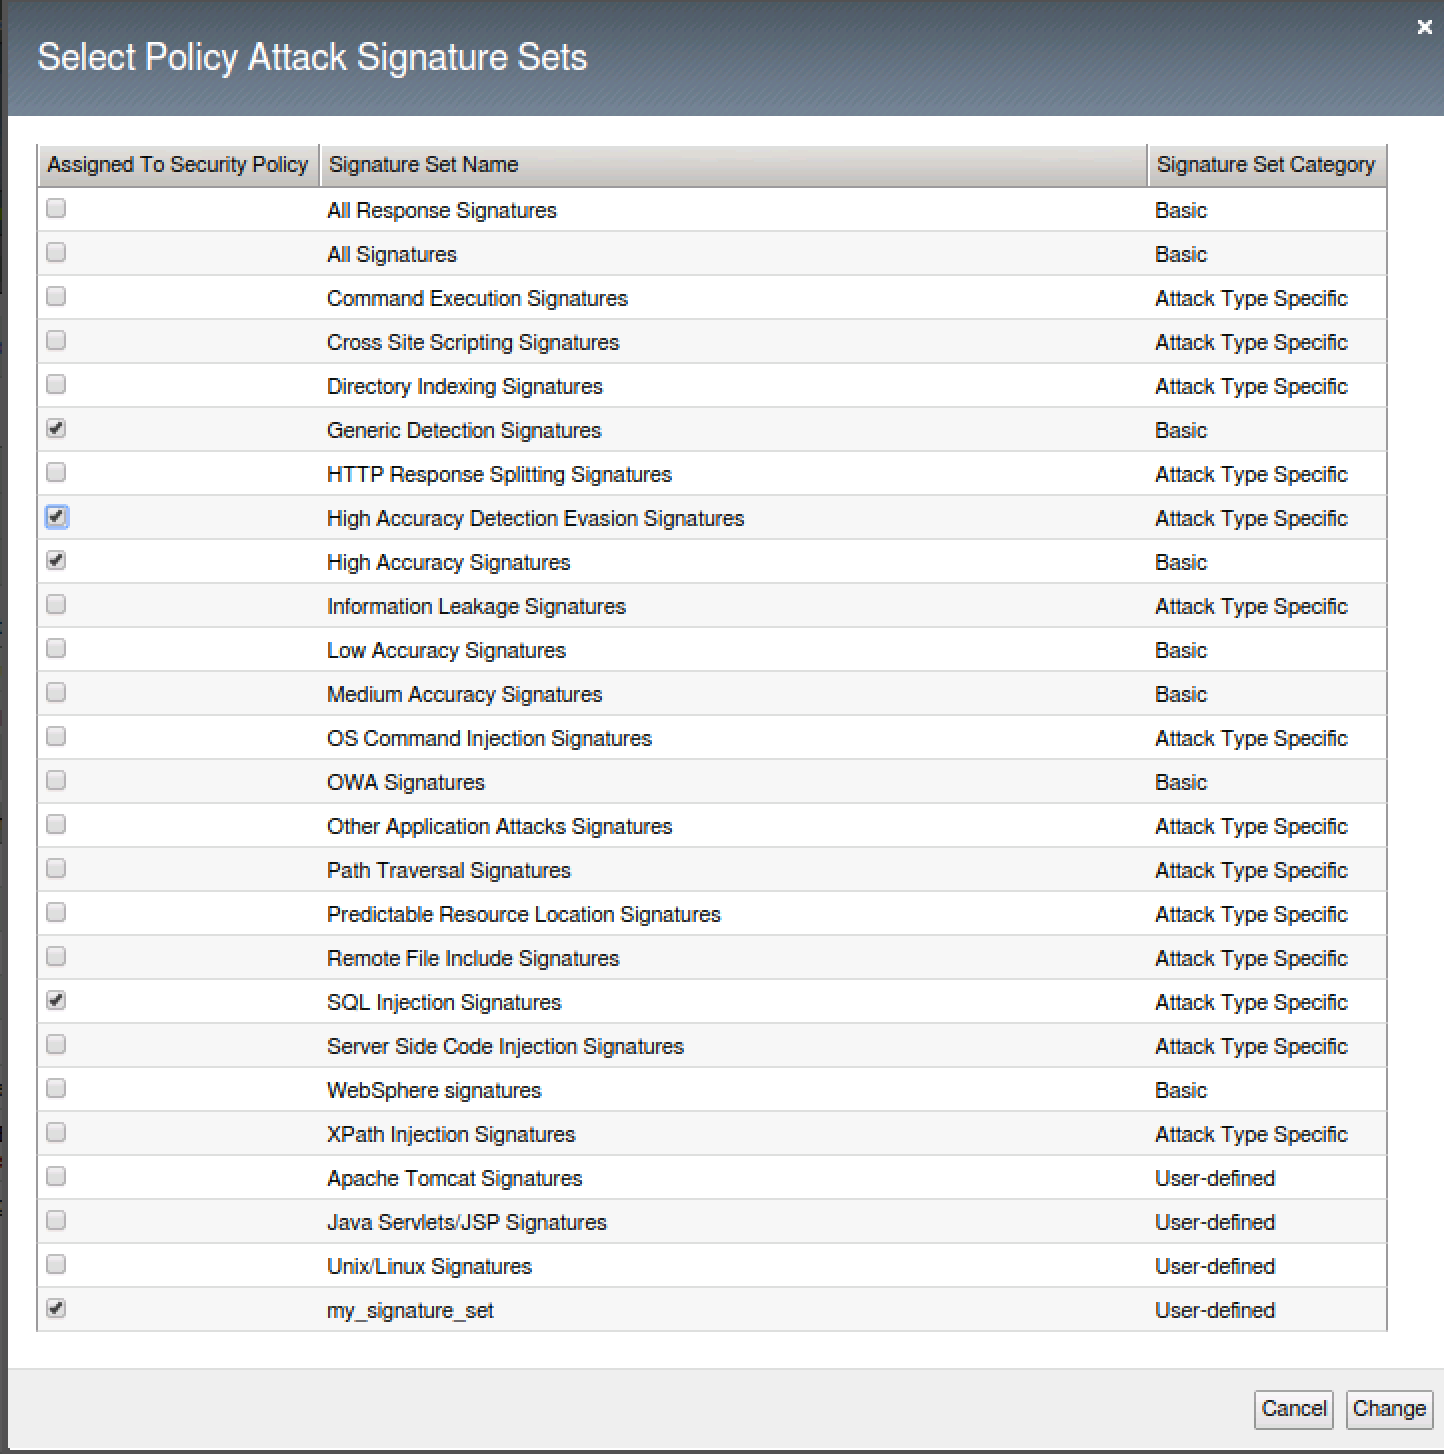 Select Policy Attack Signature Sets
Assigned To Security Policy Signature Set Name Signature Set Category
All Response Signatures Basic
All Signatures Basic
Command Execution Signatures Attack Type Specific
Cross Site Scripting Signatures Attack Type Specific
Directory Indexing Signatures Attack Type Specific
Generic Detection Signatures Basic
HTTP Response Splitting Signatures Attack Type Specific
High Accuracy Detection Evasion Signatures Attack Type Specific
High Accuracy Signatures Basic
Information Leakage Signatures Attack Type Specific
Low Accuracy Signatures Basic
Medium Accuracy Signatures Basic
OS Command Injection Signatures Attack Type Specific
OWA Signatures Basic
Other Application Attacks Signatures Attack Type Specific
Path Traversal Signatures Attack Type Specific
Predictable Resource Location Signatures Attack Type Specific
Remote File Include Signatures Attack Type Specific
SQL Injection Signatures Attack Type Specific
Server Side Code Injection Signatures Attack Type Specific
WebSphere signatures Basic
XPath Injection Signatures Attack Type Specific
Apache Tomcat Signatures User-defined
Java Servlets/JSP Signatures User-defined
Unix/Linux Signatures User-defined
my_signature_set User-defined
Cancel Change